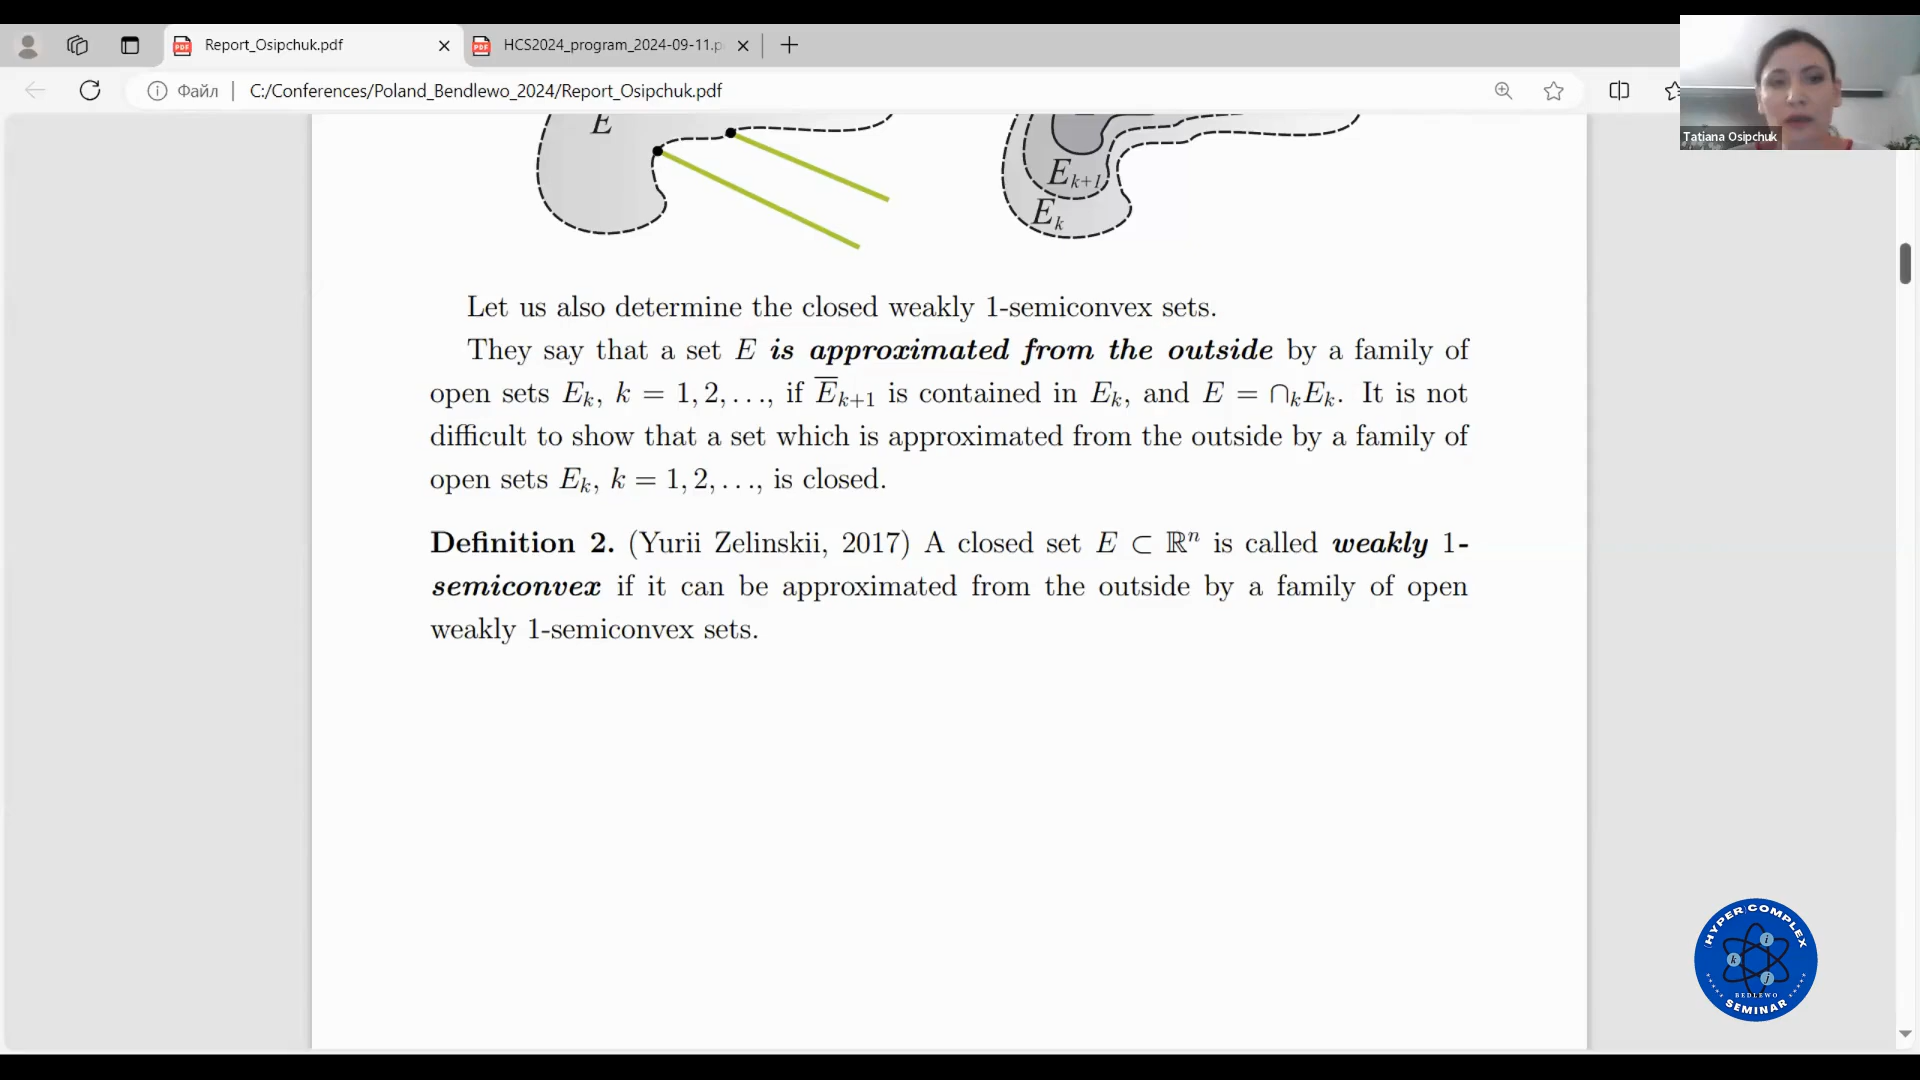 Report_Osipchuk.pdf
HCS2024_program_2024-09-11.p
Файл
C:/Conferences/Poland_Bendlewo_2024/Report_Osipchuk.pdf
Tatiana Osipchuk
E
E_{k+1}
E_k
Let us also determine the closed weakly 1-semiconvex sets.
They say that a set E is approximated from the outside by a family of
open sets E_k, k = 1, 2, . . ., if \overline{E}_{k+1} is contained in E_k, and E = ∩_k E_k. It is not
difficult to show that a set which is approximated from the outside by a family of
open sets E_k, k = 1, 2, . . ., is closed.
Definition 2. (Yurii Zelinskii, 2017) A closed set E ⊂ ℝⁿ is called weakly 1-
semiconvex if it can be approximated from the outside by a family of open
weakly 1-semiconvex sets.
HYPER COMPLEX
i
k
j
BEDLEWO
SEMINAR